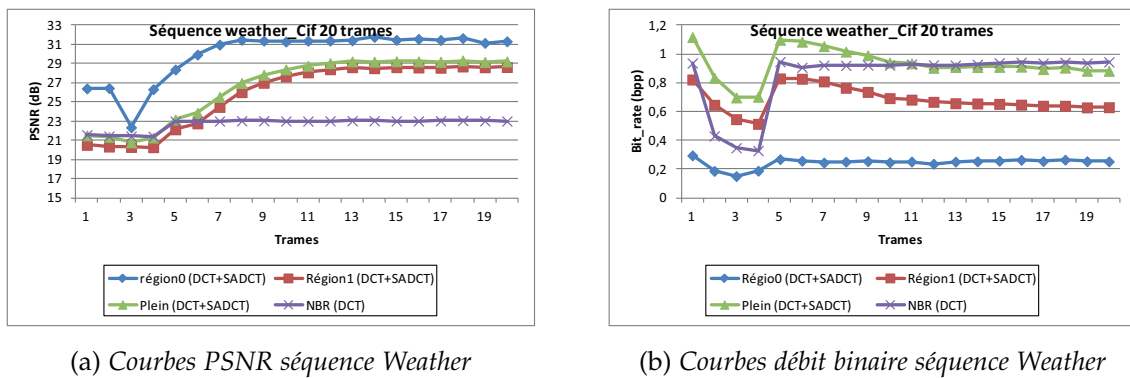 Séquence weather_Cif 20 trames
PSNR (dB)
33
31
29
27
25
23
21
19
17
15
1 3 5 7 9 11 13 15 17 19
Trames
région0 (DCT+SADCT) Région1 (DCT+SADCT)
Plein (DCT+SADCT) NBR (DCT)
(a) Courbes PSNR séquence Weather
Séquence weather_Cif 20 trames
Bit_rate (bpp)
1,2
1
0,8
0,6
0,4
0,2
0
1 3 5 7 9 11 13 15 17 19
Trames
Régio0 (DCT+SADCT) Région1 (DCT+SADCT)
Plein (DCT+SADCT) NBR (DCT)
(b) Courbes débit binaire séquence Weather